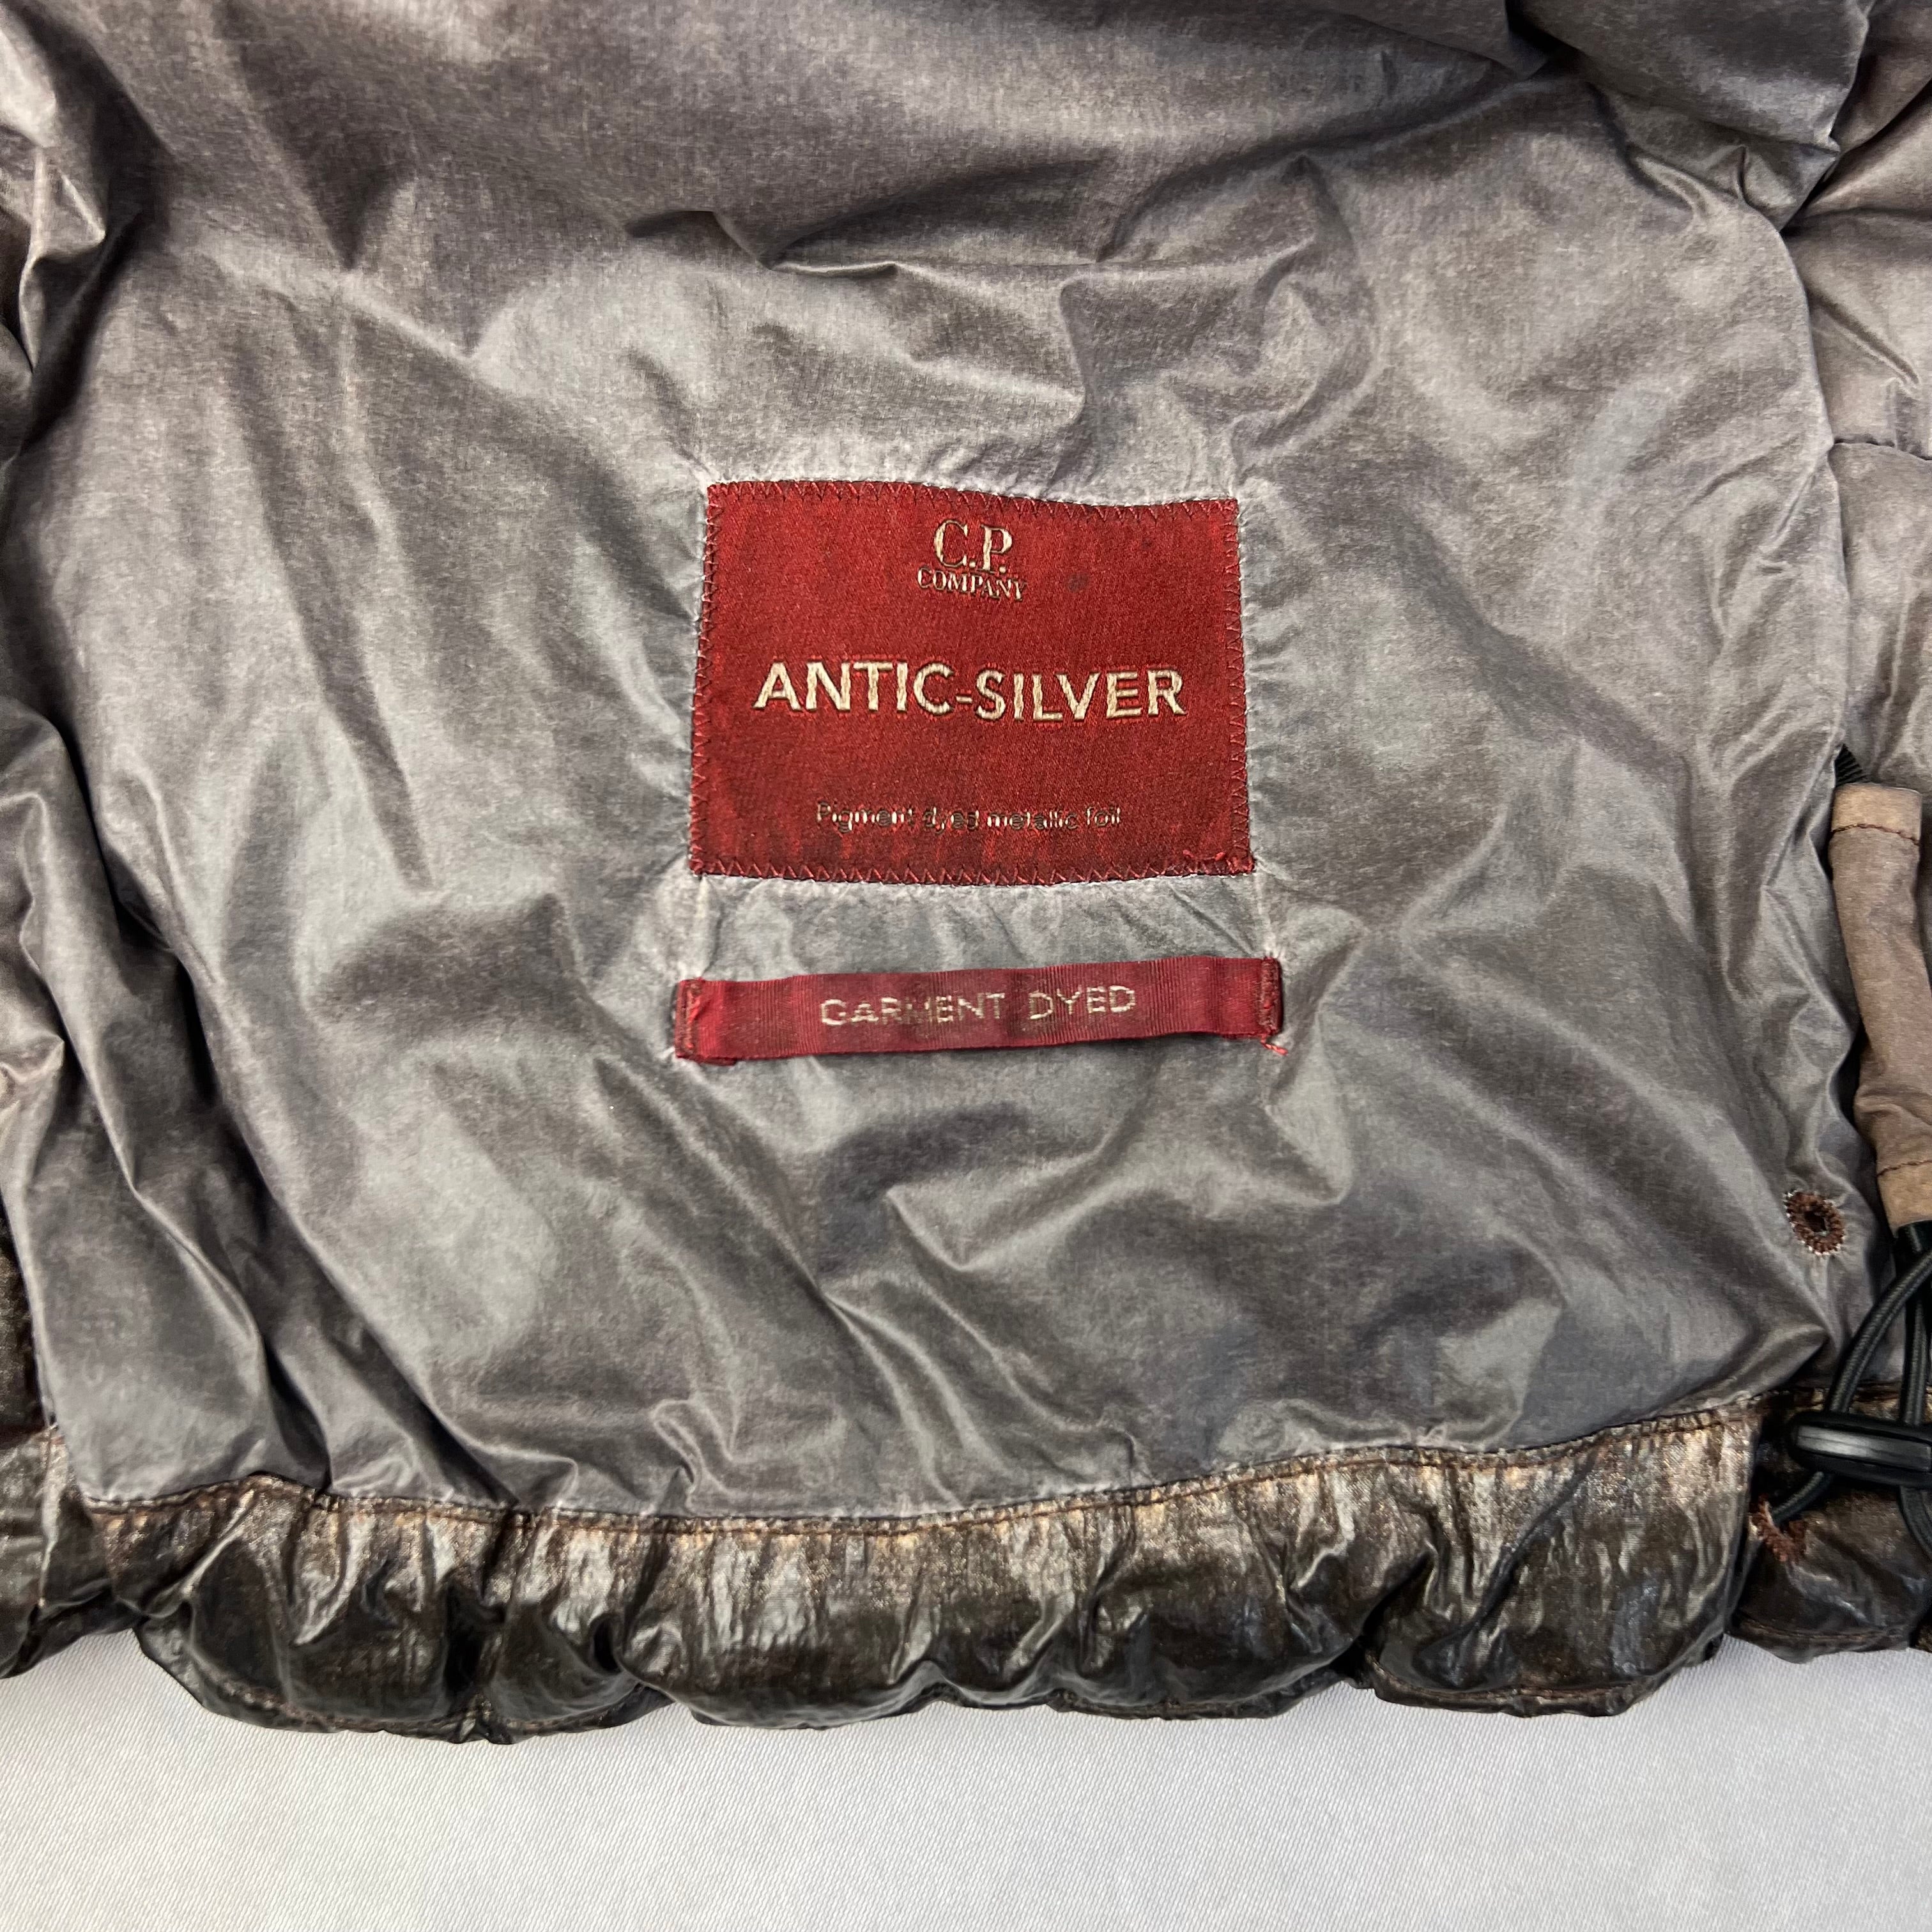 C.P.
COMPANY
ANTIC-SILVER
Pigment dyed metallic foil
GARMENT DYED